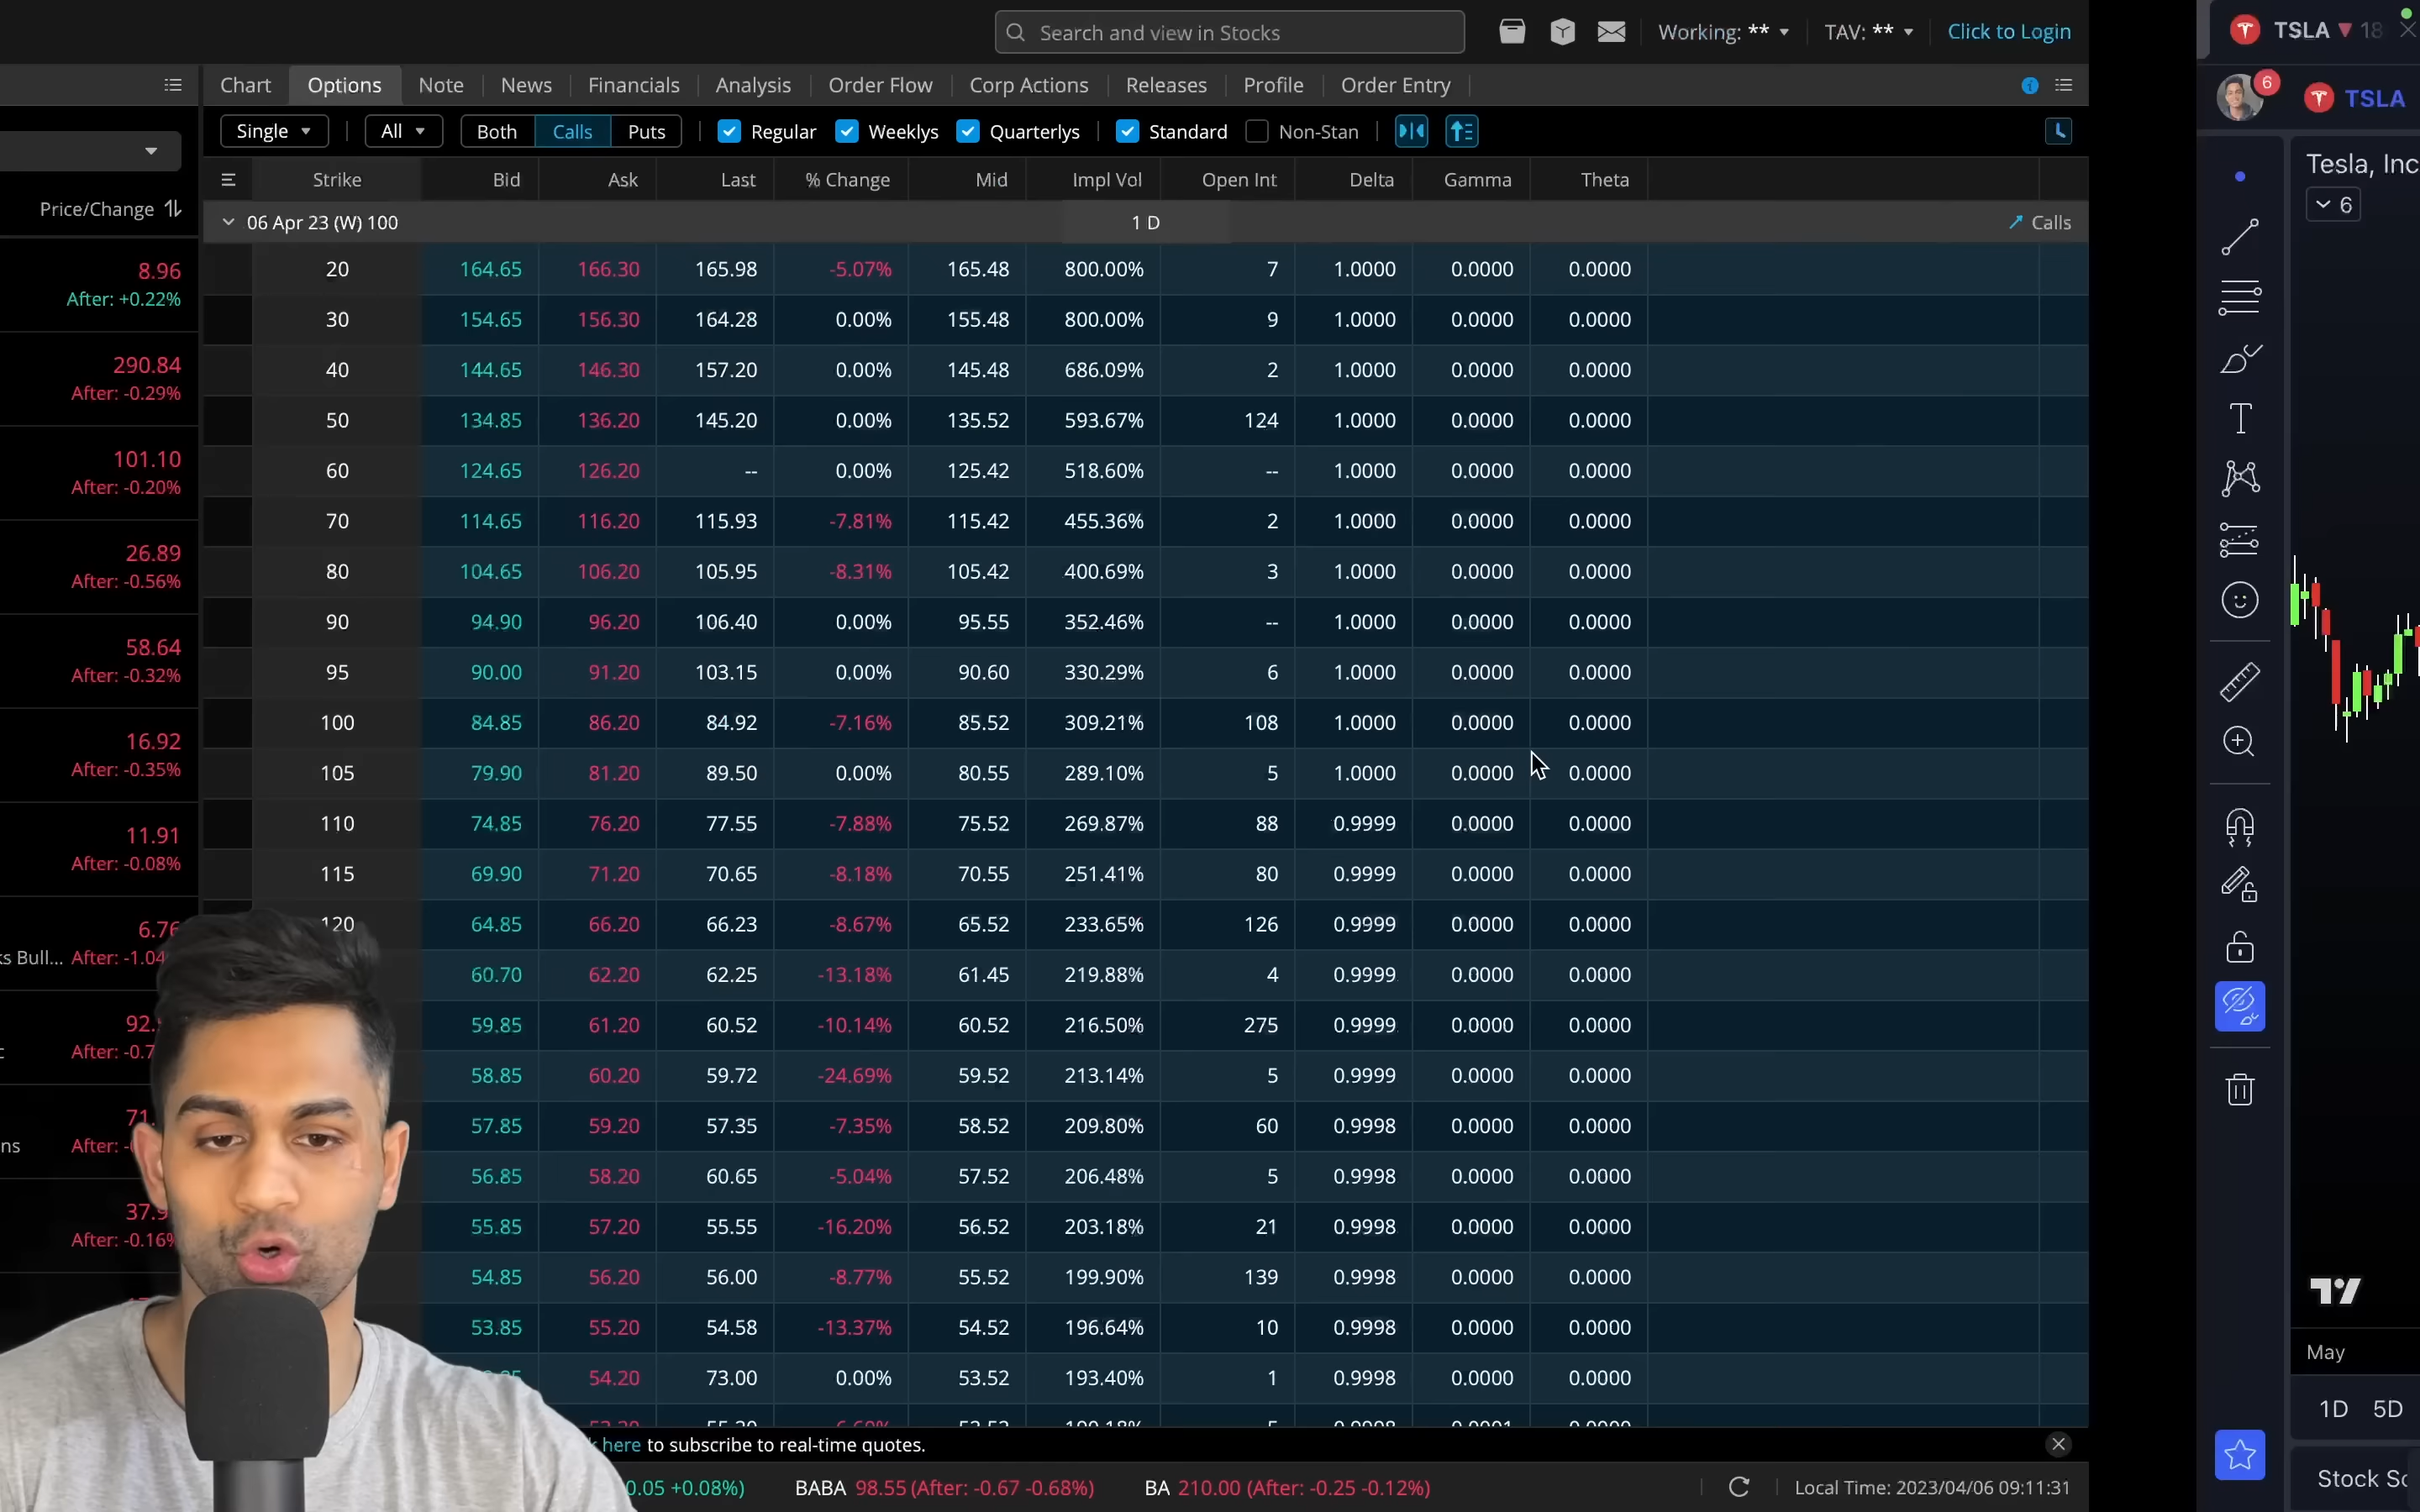 Search and view in Stocks Working: ** TAV: ** Click to Login
Chart Options Note News Financials Analysis Order Flow Corp Actions Releases Profile Order Entry
Single All Both Calls Puts Regular Weeklys Quarterlys Standard Non-Stan
Strike Bid Ask Last % Change Mid Impl Vol Open Int Delta Gamma Theta
06 Apr 23 (W) 100 1 D Calls
20 164.65 166.30 165.98 -5.07% 165.48 800.00% 7 1.0000 0.0000 0.0000
30 154.65 156.30 164.28 0.00% 155.48 800.00% 9 1.0000 0.0000 0.0000
40 144.65 146.30 157.20 0.00% 145.48 686.09% 2 1.0000 0.0000 0.0000
50 134.85 136.20 145.20 0.00% 135.52 593.67% 124 1.0000 0.0000 0.0000
60 124.65 126.20 -- 0.00% 125.42 518.60% -- 1.0000 0.0000 0.0000
70 114.65 116.20 115.93 -7.81% 115.42 455.36% 2 1.0000 0.0000 0.0000
80 104.65 106.20 105.95 -8.31% 105.42 400.69% 3 1.0000 0.0000 0.0000
90 94.90 96.20 106.40 0.00% 95.55 352.46% -- 1.0000 0.0000 0.0000
95 90.00 91.20 103.15 0.00% 90.60 330.29% 6 1.0000 0.0000 0.0000
100 84.85 86.20 84.92 -7.16% 85.52 309.21% 108 1.0000 0.0000 0.0000
105 79.90 81.20 89.50 0.00% 80.55 289.10% 5 1.0000 0.0000 0.0000
110 74.85 76.20 77.55 -7.88% 75.52 269.87% 88 0.9999 0.0000 0.0000
115 69.90 71.20 70.65 -8.18% 70.55 251.41% 80 0.9999 0.0000 0.0000
120 64.85 66.20 66.23 -8.67% 65.52 233.65% 126 0.9999 0.0000 0.0000
60.70 62.20 62.25 -13.18% 61.45 219.88% 4 0.9999 0.0000 0.0000
59.85 61.20 60.52 -10.14% 60.52 216.50% 275 0.9999 0.0000 0.0000
58.85 60.20 59.72 -24.69% 59.52 213.14% 5 0.9999 0.0000 0.0000
57.85 59.20 57.35 -7.35% 58.52 209.80% 60 0.9998 0.0000 0.0000
56.85 58.20 60.65 -5.04% 57.52 206.48% 5 0.9998 0.0000 0.0000
55.85 57.20 55.55 -16.20% 56.52 203.18% 21 0.9998 0.0000 0.0000
54.85 56.20 56.00 -8.77% 55.52 199.90% 139 0.9998 0.0000 0.0000
53.85 55.20 54.58 -13.37% 54.52 196.64% 10 0.9998 0.0000 0.0000
54.20 73.00 0.00% 53.52 193.40% 1 0.9998 0.0000 0.0000
here to subscribe to real-time quotes.
0.05 +0.08%) BABA 98.55 (After: -0.67 -0.68%) BA 210.00 (After: -0.25 -0.12%) Local Time: 2023/04/06 09:11:31
Price/Change
8.96
After: +0.22%
290.84
After: -0.29%
101.10
After: -0.20%
26.89
After: -0.56%
58.64
After: -0.32%
16.92
After: -0.35%
11.91
After: -0.08%
6.76
ks Bull... After: -1.04
92.
After: -0.7
71.
ns After: -
37.9
After: -0.16%
TSLA 18
6 TSLA
Tesla, Inc
6
May
1D 5D
Stock Sc